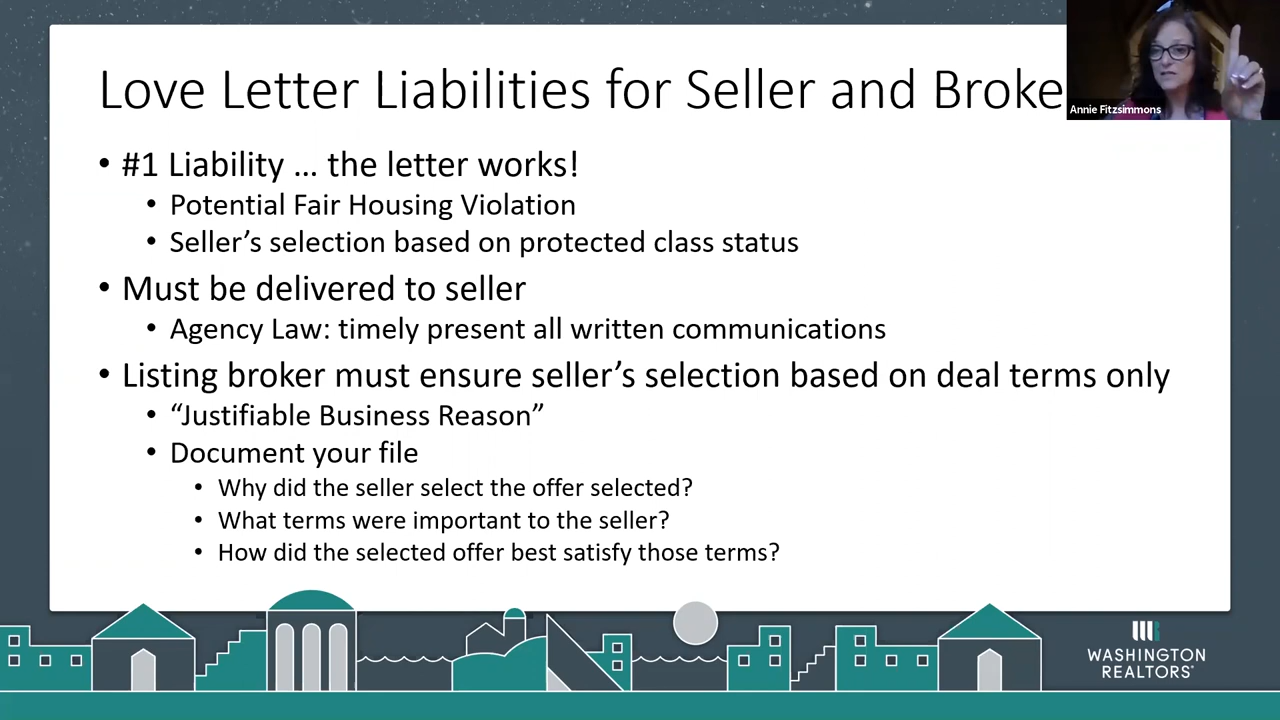 Love Letter Liabilities for Seller and Broke
Annie Fitzsimmons
• #1 Liability … the letter works!
• Potential Fair Housing Violation
• Seller’s selection based on protected class status
• Must be delivered to seller
• Agency Law: timely present all written communications
• Listing broker must ensure seller’s selection based on deal terms only
• “Justifiable Business Reason”
• Document your file
• Why did the seller select the offer selected?
• What terms were important to the seller?
• How did the selected offer best satisfy those terms?
WASHINGTON
REALTORS®